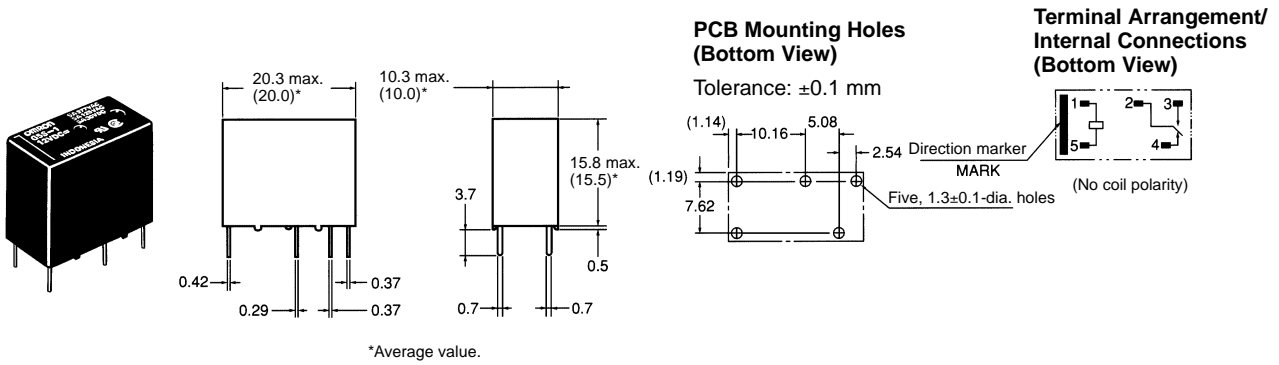 PCB Mounting Holes
(Bottom View)
Tolerance: ±0.1 mm
Terminal Arrangement/
Internal Connections
(Bottom View)
20.3 max.
(20.0)*
10.3 max.
(10.0)*
15.8 max.
(15.5)*
3.7
0.5
0.42
0.37
0.29
0.37
0.7
0.7
*Average value.
OMRON
12VDC
INDONESIA
(1.14)
10.16
5.08
2.54
(1.19)
7.62
Five, 1.3±0.1-dia. holes
Direction marker
MARK
1
2
3
5
4
(No coil polarity)